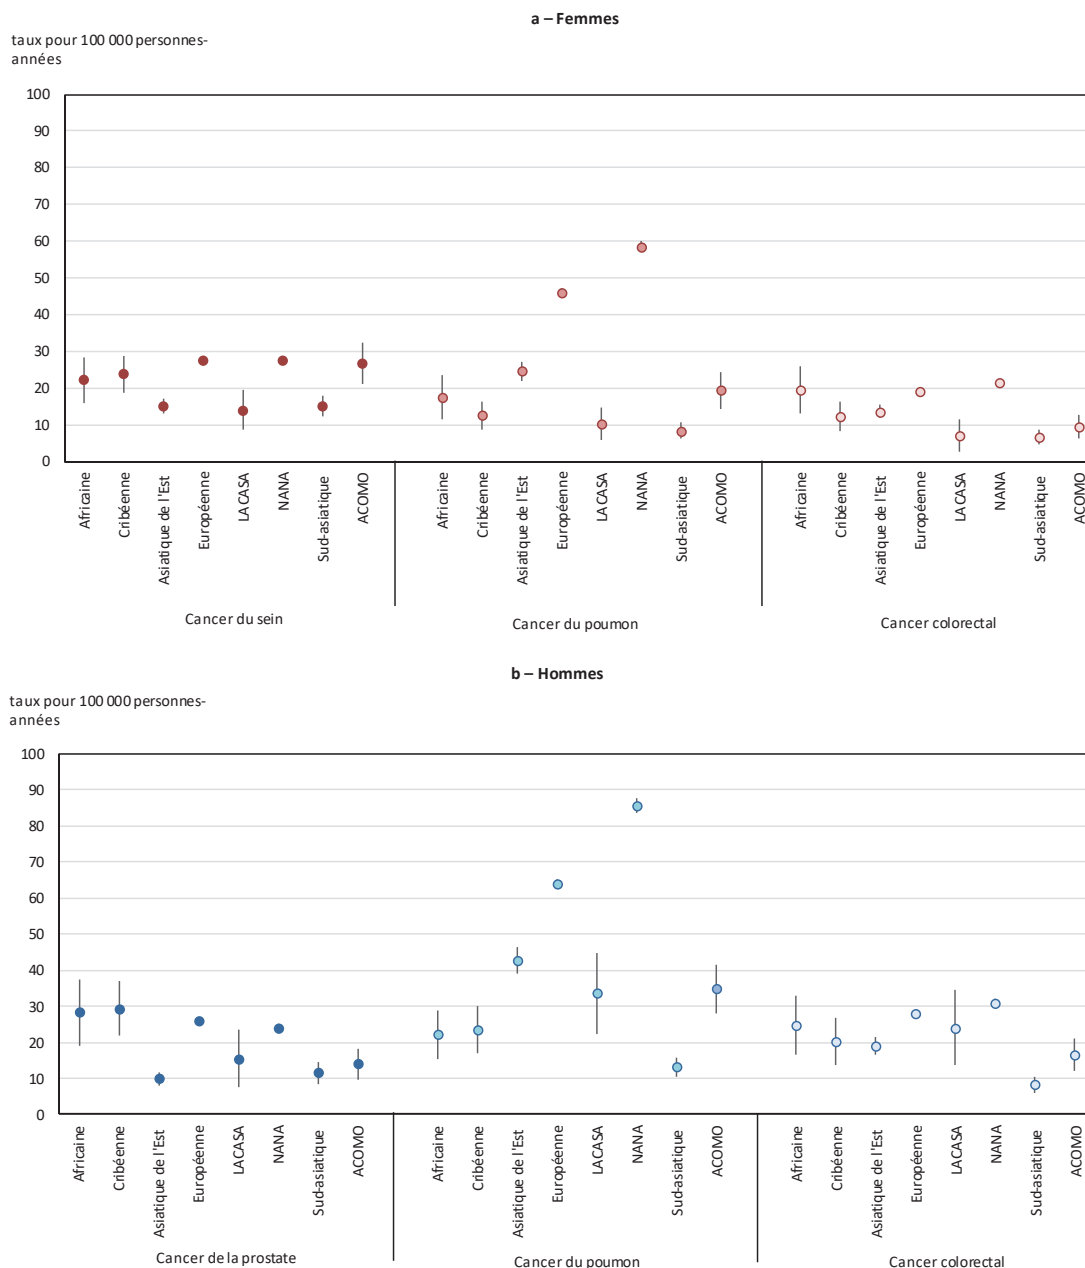 a – Femmes
taux pour 100 000 personnes-
années
100
90
80
70
60
50
40
30
20
10
0
Africaine
Cribéenne
Asiatique de l'Est
Européenne
LACASA
NANA
Sud-asiatique
ACOMO
Africaine
Cribéenne
Asiatique de l'Est
Européenne
LACASA
NANA
Sud-asiatique
ACOMO
Africaine
Cribéenne
Asiatique de l'Est
Européenne
LACASA
NANA
Sud-asiatique
ACOMO
Cancer du sein
Cancer du poumon
Cancer colorectal
b – Hommes
taux pour 100 000 personnes-
années
100
90
80
70
60
50
40
30
20
10
0
Africaine
Cribéenne
Asiatique de l'Est
Européenne
LACASA
NANA
Sud-asiatique
ACOMO
Africaine
Cribéenne
Asiatique de l'Est
Européenne
LACASA
NANA
Sud-asiatique
ACOMO
Africaine
Cribéenne
Asiatique de l'Est
Européenne
LACASA
NANA
Sud-asiatique
ACOMO
Cancer de la prostate
Cancer du poumon
Cancer colorectal